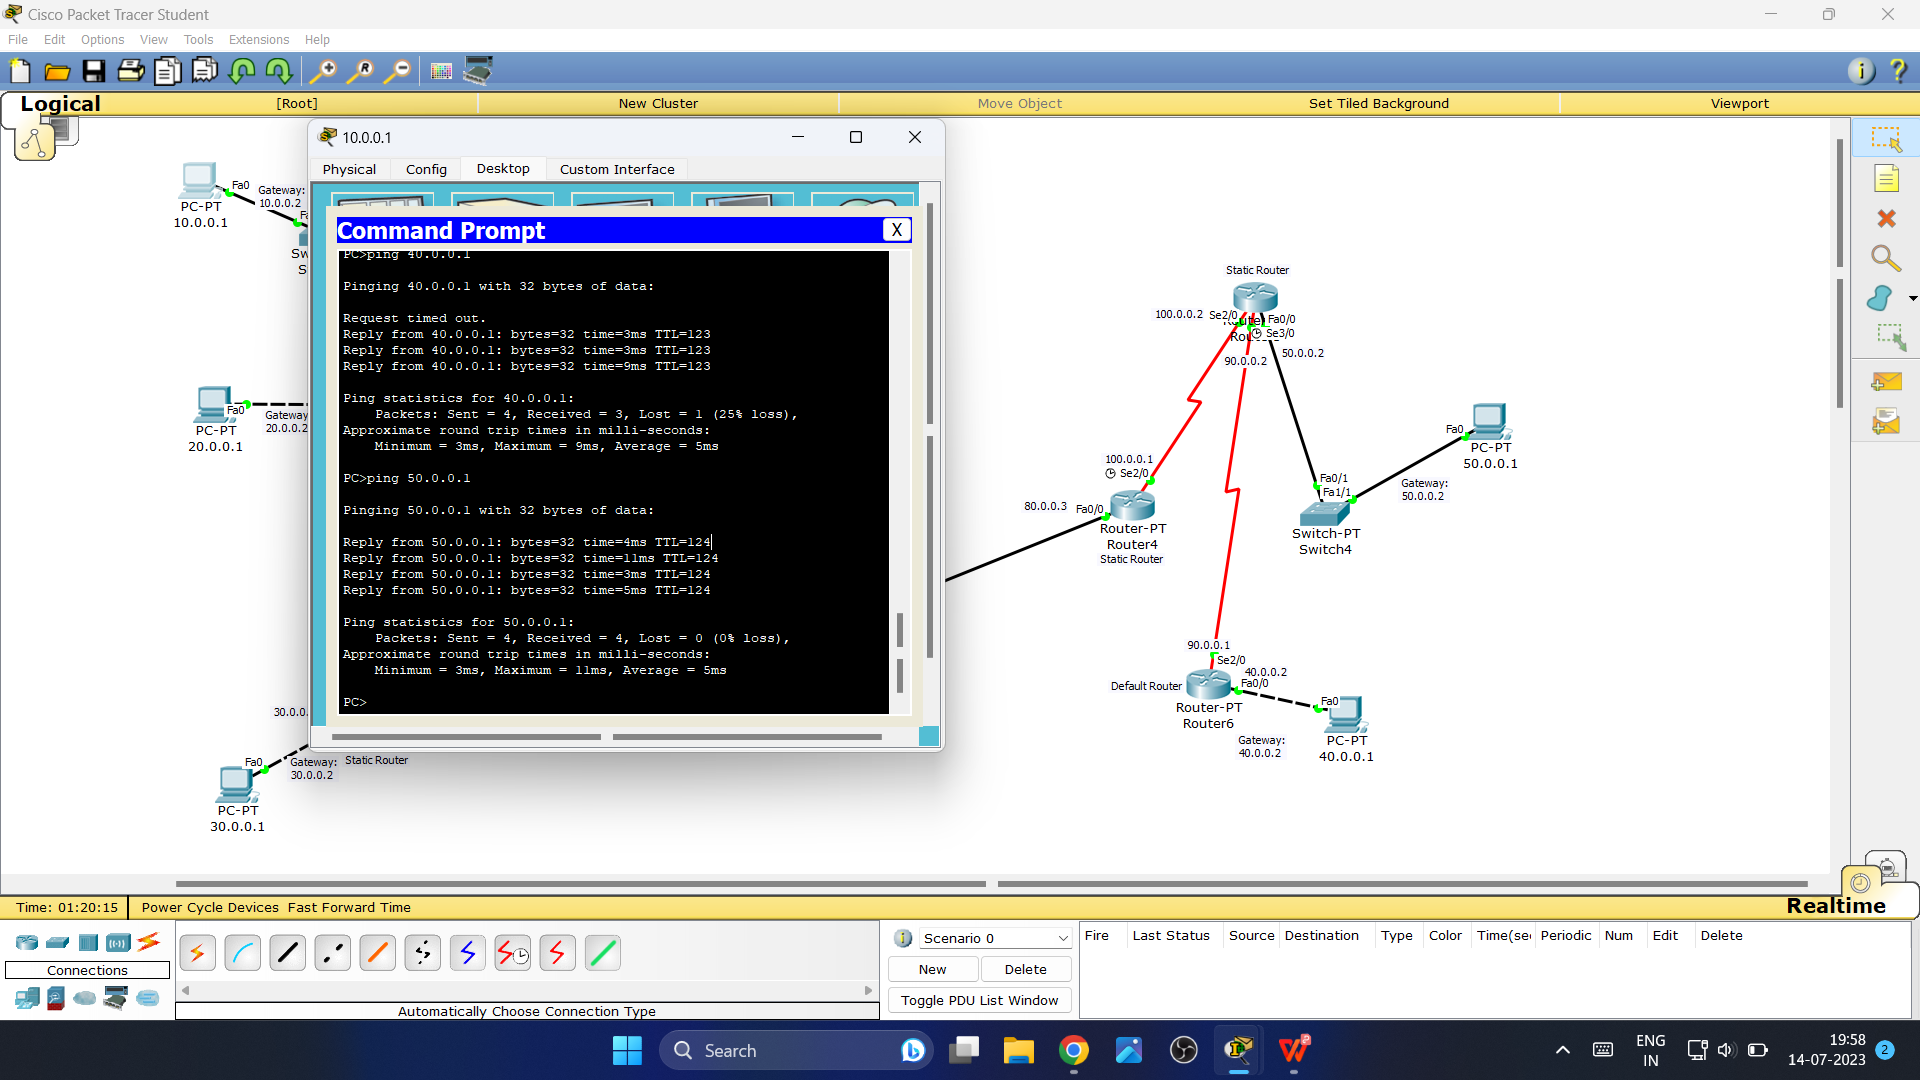 Cisco Packet Tracer Student
File Edit Options View Tools Extensions Help
Logical
[Root]
New Cluster
Move Object
Set Tiled Background
Viewport
10.0.0.1
Physical
Config
Desktop
Custom Interface
Command Prompt
X
PC>ping 40.0.0.1
Pinging 40.0.0.1 with 32 bytes of data:
Request timed out.
Reply from 40.0.0.1: bytes=32 time=3ms TTL=123
Reply from 40.0.0.1: bytes=32 time=3ms TTL=123
Reply from 40.0.0.1: bytes=32 time=9ms TTL=123
Ping statistics for 40.0.0.1:
Packets: Sent = 4, Received = 3, Lost = 1 (25% loss),
Approximate round trip times in milli-seconds:
Minimum = 3ms, Maximum = 9ms, Average = 5ms
PC>ping 50.0.0.1
Pinging 50.0.0.1 with 32 bytes of data:
Reply from 50.0.0.1: bytes=32 time=4ms TTL=124
Reply from 50.0.0.1: bytes=32 time=11ms TTL=124
Reply from 50.0.0.1: bytes=32 time=3ms TTL=124
Reply from 50.0.0.1: bytes=32 time=5ms TTL=124
Ping statistics for 50.0.0.1:
Packets: Sent = 4, Received = 4, Lost = 0 (0% loss),
Approximate round trip times in milli-seconds:
Minimum = 3ms, Maximum = 11ms, Average = 5ms
PC>
Fa0
Gateway:
10.0.0.2
PC-PT
10.0.0.1
Fa0
Gateway
20.0.0.2
PC-PT
20.0.0.1
30.0.0.
Fa0
Gateway:
30.0.0.2
Static Router
PC-PT
30.0.0.1
Static Router
100.0.0.2
Se2/0
Fa0/0
Se3/0
90.0.0.2
50.0.0.2
100.0.0.1
Se2/0
80.0.0.3
Fa0/0
Router-PT
Router4
Static Router
Fa0/1
Fa1/1
Switch-PT
Switch4
Fa0
PC-PT
50.0.0.1
Gateway:
50.0.0.2
90.0.0.1
Se2/0
40.0.0.2
Fa0/0
Default Router
Router-PT
Router6
Fa0
Gateway:
40.0.0.2
PC-PT
40.0.0.1
Time: 01:20:15
Power Cycle Devices Fast Forward Time
Realtime
Connections
Automatically Choose Connection Type
Scenario 0
New
Delete
Toggle PDU List Window
Fire
Last Status
Source
Destination
Type
Color
Time(sec
Periodic
Num
Edit
Delete
Search
ENG
IN
19:58
14-07-2023
2